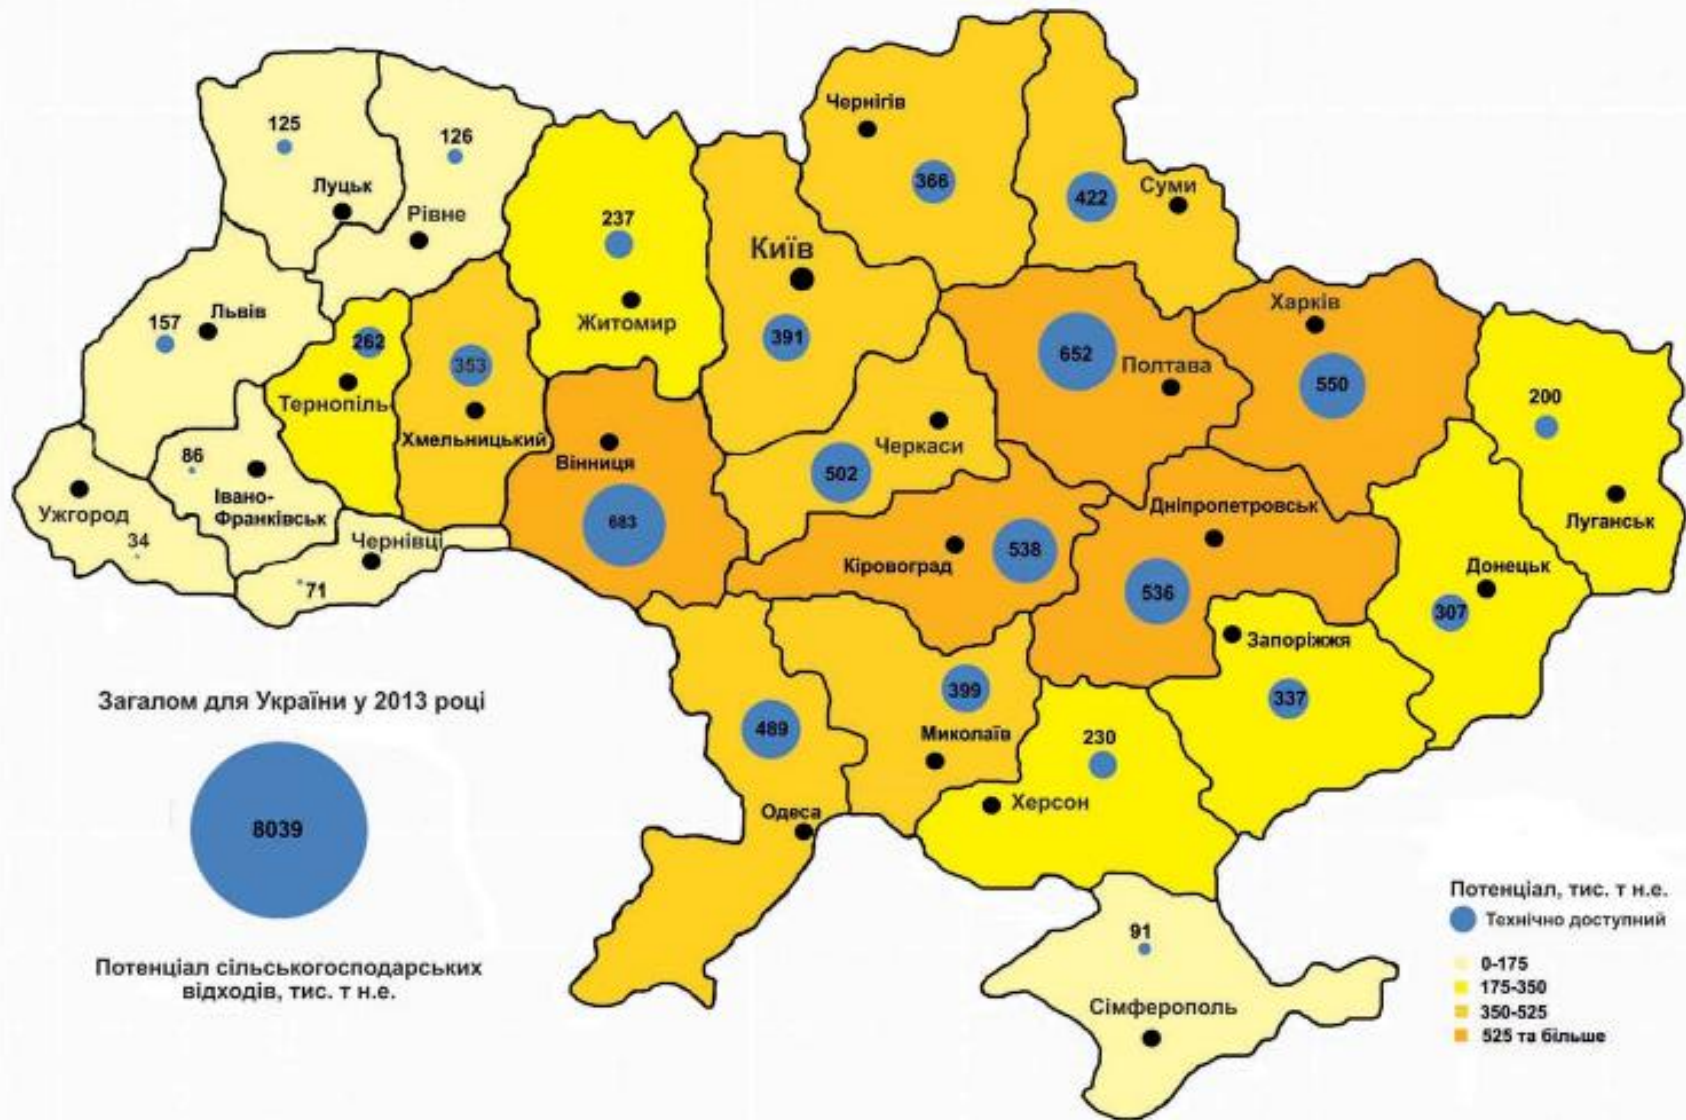 125
Луцьк
126
Рівне
237
Житомир
Київ
391
Чернігів
366
422
Суми
157
Львів
262
Тернопіль
353
Хмельницький
652
Полтава
Харків
550
200
Луганськ
86
Івано-
Франківськ
Ужгород
34
Чернівці
71
Вінниця
683
Черкаси
502
Кіровоград
538
Дніпропетровськ
536
Донецьк
307
Запоріжжя
337
489
Одеса
399
Миколаїв
230
Херсон
91
Сімферополь
Загалом для України у 2013 році
8039
Потенціал сільськогосподарських
відходів, тис. т н.е.
Потенціал, тис. т н.е.
Технічно доступний
0-175
175-350
350-525
525 та більше